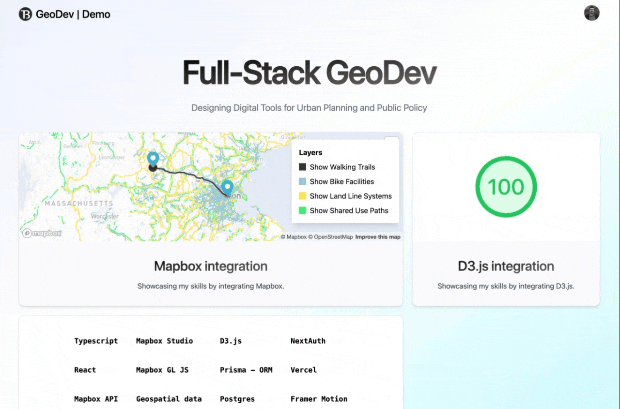 GeoDev | Demo
Full-Stack GeoDev
Designing Digital Tools for Urban Planning and Public Policy
Layers
Show Walking Trails
Show Bike Facilities
Show Land Line Systems
Show Shared Use Paths
MASSACHUSETTS
Worcester
mapbox
© Mapbox © OpenStreetMap Improve this map
100
Mapbox integration
Showcasing my skills by integrating Mapbox.
D3.js integration
Showcasing my skills by integrating D3.js.
Typescript Mapbox Studio D3.js NextAuth
React Mapbox GL JS Prisma – ORM Vercel
Mapbox API Geospatial data Postgres Framer Motion